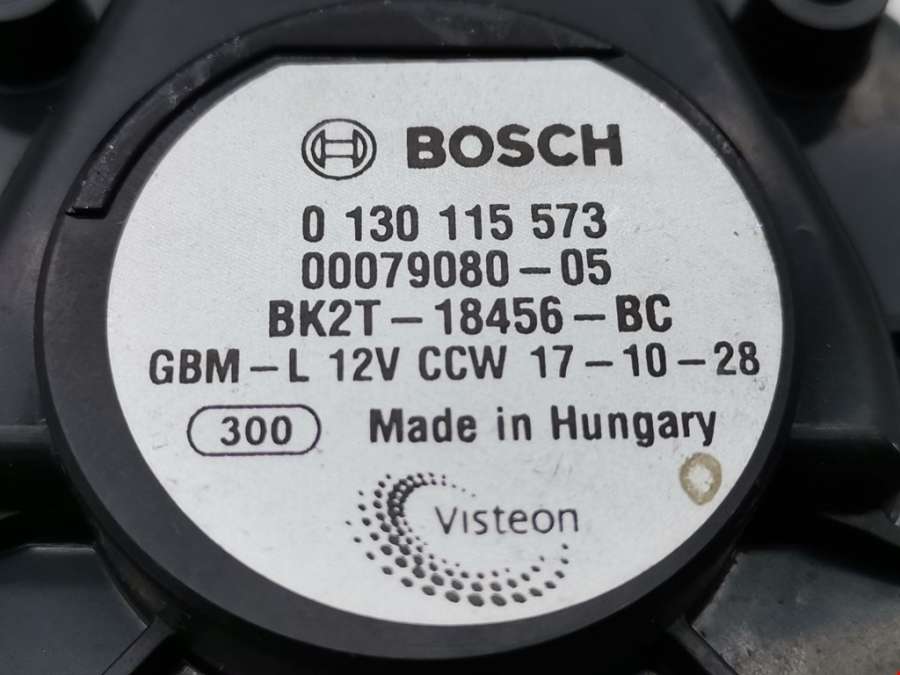 BOSCH
0 130 115 573
00079080-05
BK2T-18456-BC
GBM-L 12V CCW 17-10-28
300 Made in Hungary
Visteon